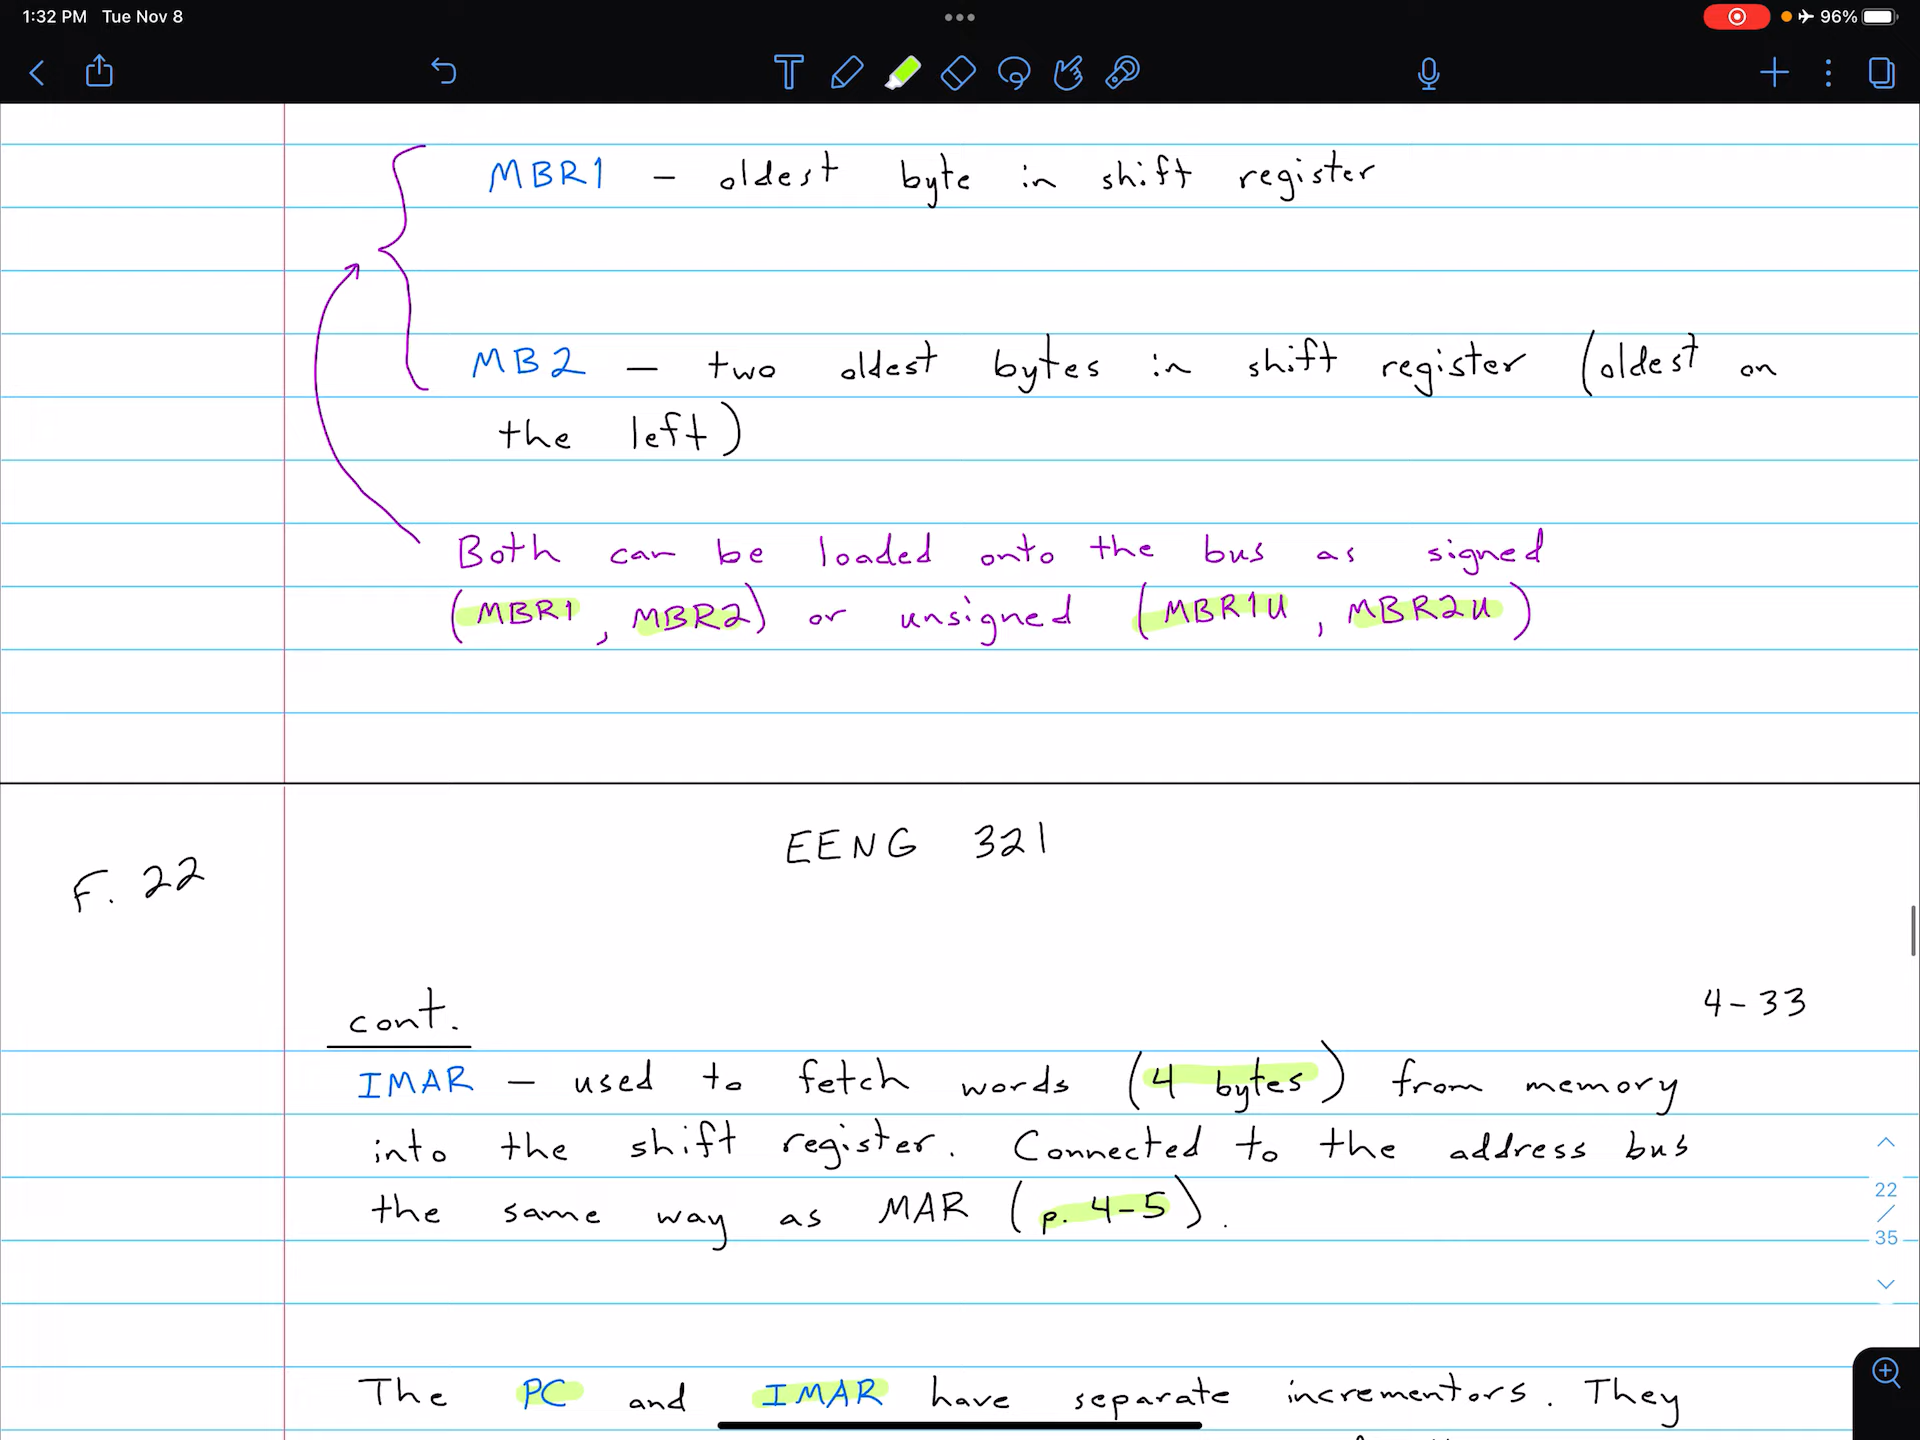 1:32 PM Tue Nov 8
96%
MBR1 – oldest byte in shift register
MB2 – two oldest bytes in shift register (oldest on
the left)
Both can be loaded onto the bus as signed
(MBR1, MBR2) or unsigned (MBR1U, MBR2U)
EENG 321
F. 22
cont.
4-33
IMAR – used to fetch words (4 bytes) from memory
into the shift register. Connected to the address bus
the same way as MAR (p. 4-5).
22
/
35
The PC and IMAR have separate incrementors. They